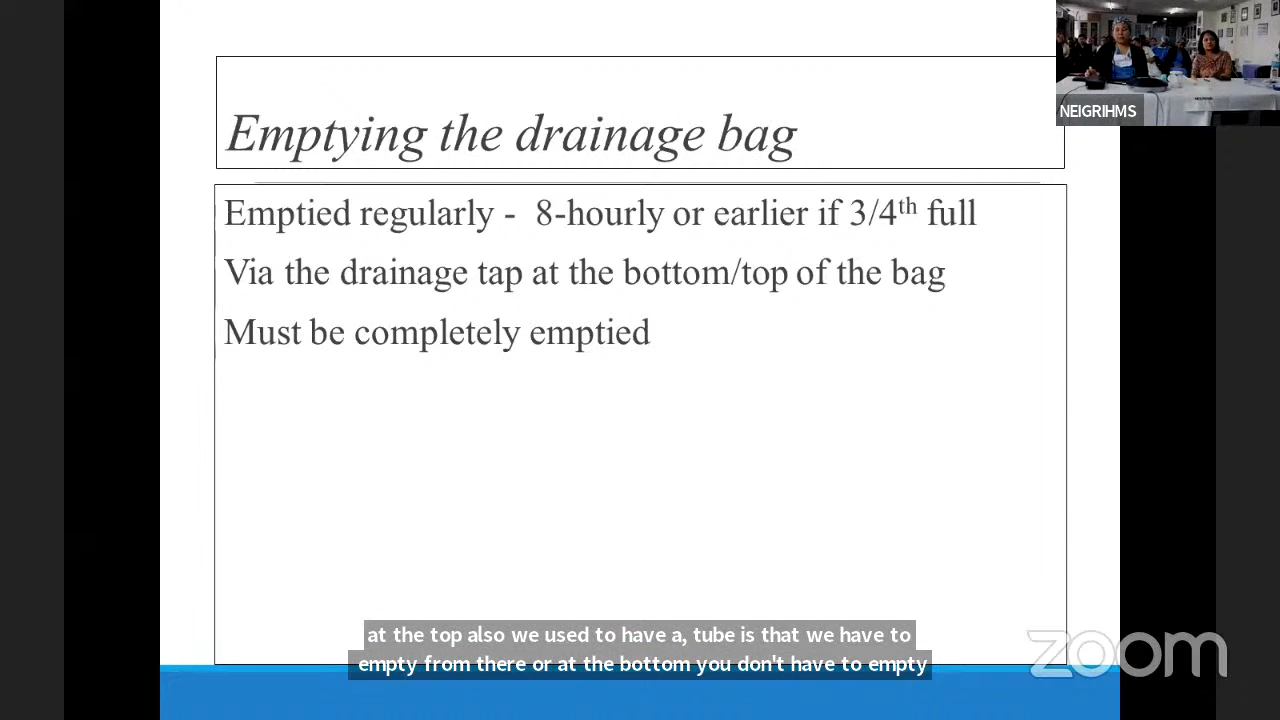 NEIGRIHMS
Emptying the drainage bag
Emptied regularly - 8-hourly or earlier if 3/4th full
Via the drainage tap at the bottom/top of the bag
Must be completely emptied
at the top also we used to have a, tube is that we have to
empty from there or at the bottom you don't have to empty
zoom